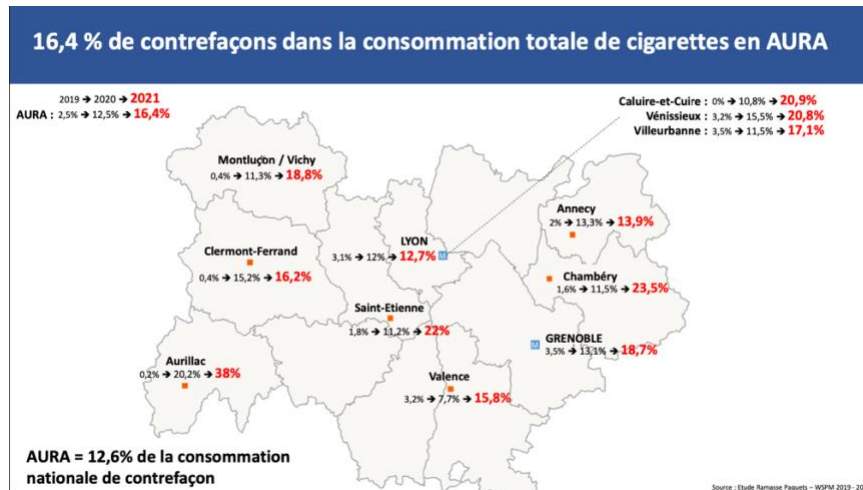 16,4 % de contrefaçons dans la consommation totale de cigarettes en AURA
2019 → 2020 → 2021
AURA : 2,5% → 12,5% → 16,4%
Caluire-et-Cuire : 0% → 10,8% → 20,9%
Vénissieux : 3,2% → 15,5% → 20,8%
Villeurbanne : 3,5% → 11,5% → 17,1%
Montluçon / Vichy
0,4% → 11,3% → 18,8%
Annecy
2% → 13,3% → 13,9%
LYON
3,1% → 12% → 12,7%
M
Clermont-Ferrand
0,4% → 15,2% → 16,2%
Chambéry
1,6% → 11,5% → 23,5%
Saint-Etienne
1,8% → 11,2% → 22%
GRENOBLE
M
3,5% → 13,1% → 18,7%
Aurillac
0,2% → 20,2% → 38%
Valence
3,2% → 7,7% → 15,8%
AURA = 12,6% de la consommation
nationale de contrefaçon
Source : Etude Ramasse Paquets – WSPM 2019 - 20